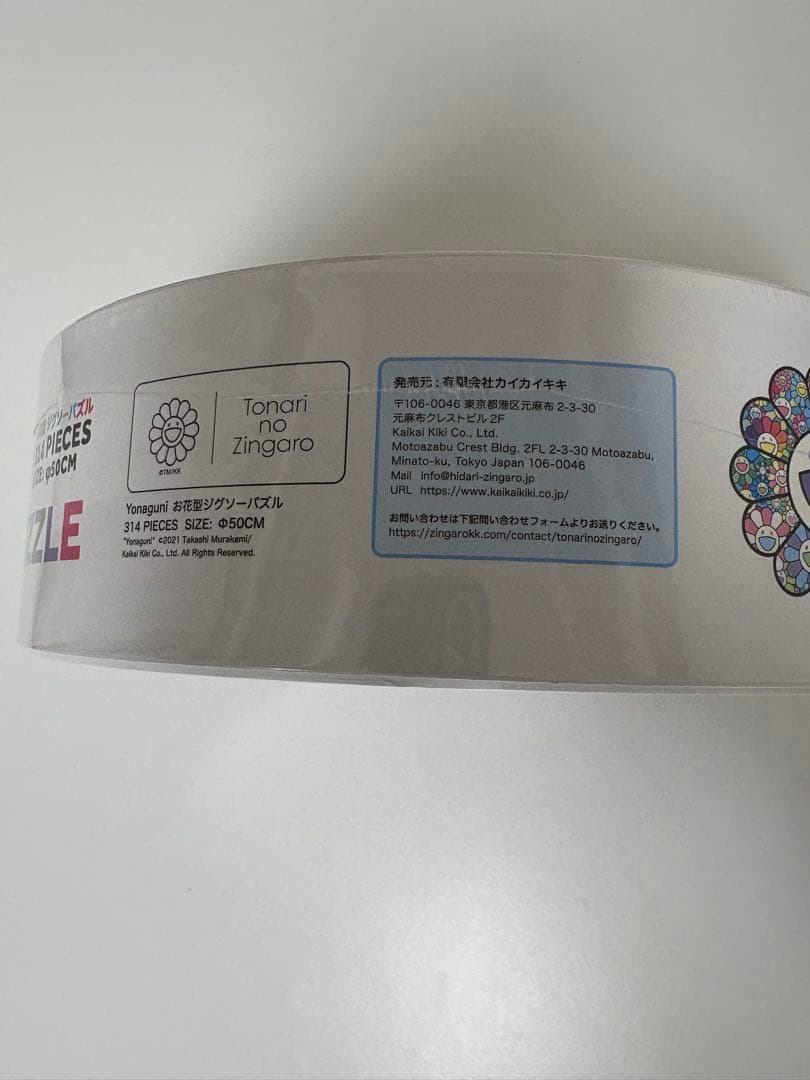 ジグソーパズル
314 PIECES
SIZE: φ50CM
ZZLE
Tonari
no
Zingaro
©TM/KK
Yonaguni お花型ジグソーパズル
314 PIECES SIZE: Φ50CM
"Yonaguni" ©2021 Takashi Murakami/
Kaikai Kiki Co., Ltd. All Rights Reserved.
発売元 : 有限会社カイカイキキ
〒106-0046 東京都港区元麻布 2-3-30
元麻布クレストビル 2F
Kaikai Kiki Co., Ltd.
Motoazabu Crest Bldg. 2FL 2-3-30 Motoazabu,
Minato-ku, Tokyo Japan 106-0046
Mail info@hidari-zingaro.jp
URL https://www.kaikaikiki.co.jp/
お問い合わせは下記問い合わせフォームよりお送りください。
https://zingarokk.com/contact/tonarinozingaro/